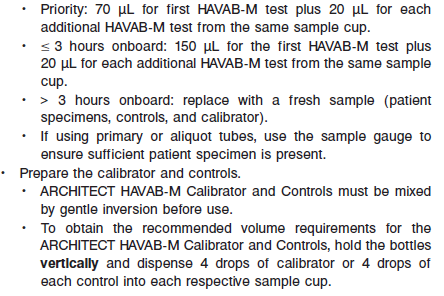 • Priority: 70 µL for first HAVAB-M test plus 20 µL for each
additional HAVAB-M test from the same sample cup.
• ≤ 3 hours onboard: 150 µL for the first HAVAB-M test plus
20 µL for each additional HAVAB-M test from the same sample
cup.
• > 3 hours onboard: replace with a fresh sample (patient
specimens, controls, and calibrator).
• If using primary or aliquot tubes, use the sample gauge to
ensure sufficient patient specimen is present.
• Prepare the calibrator and controls.
• ARCHITECT HAVAB-M Calibrator and Controls must be mixed
by gentle inversion before use.
• To obtain the recommended volume requirements for the
ARCHITECT HAVAB-M Calibrator and Controls, hold the bottles
vertically and dispense 4 drops of calibrator or 4 drops of
each control into each respective sample cup.